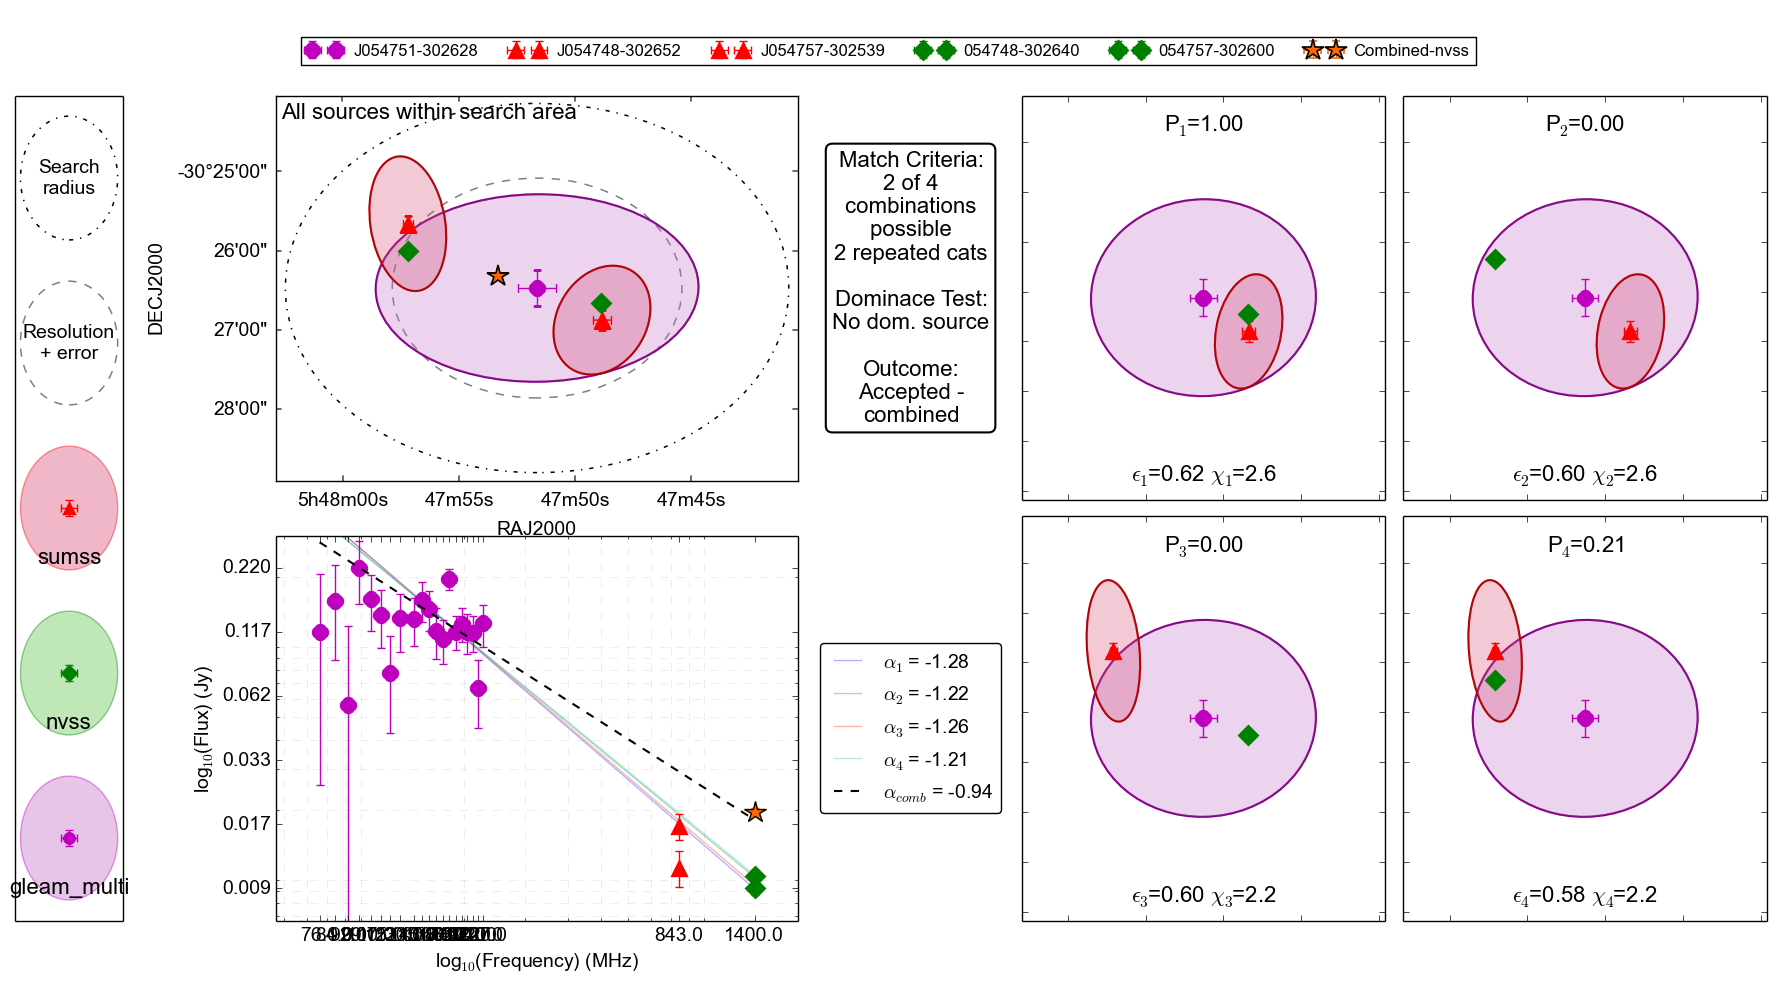 J054751-302628
J054748-302652
J054757-302539
054748-302640
054757-302600
Combined-nvss
Search
radius
Resolution
+ error
sumss
nvss
gleam_multi
All sources within search area
DECJ2000
-30°25'00"
26'00"
27'00"
28'00"
5h48m00s
47m55s
47m50s
47m45s
RAJ2000
Match Criteria:
2 of 4
combinations
possible
2 repeated cats
Dominace Test:
No dom. source
Outcome:
Accepted -
combined
P1=1.00
ϵ1=0.62 χ1=2.6
P2=0.00
ϵ2=0.60 χ2=2.6
P3=0.00
ϵ3=0.60 χ3=2.2
P4=0.21
ϵ4=0.58 χ4=2.2
log10(Flux) (Jy)
0.220
0.117
0.062
0.033
0.017
0.009
843.0
1400.0
log10(Frequency) (MHz)
α1 = -1.28
α2 = -1.22
α3 = -1.26
α4 = -1.21
αcomb = -0.94